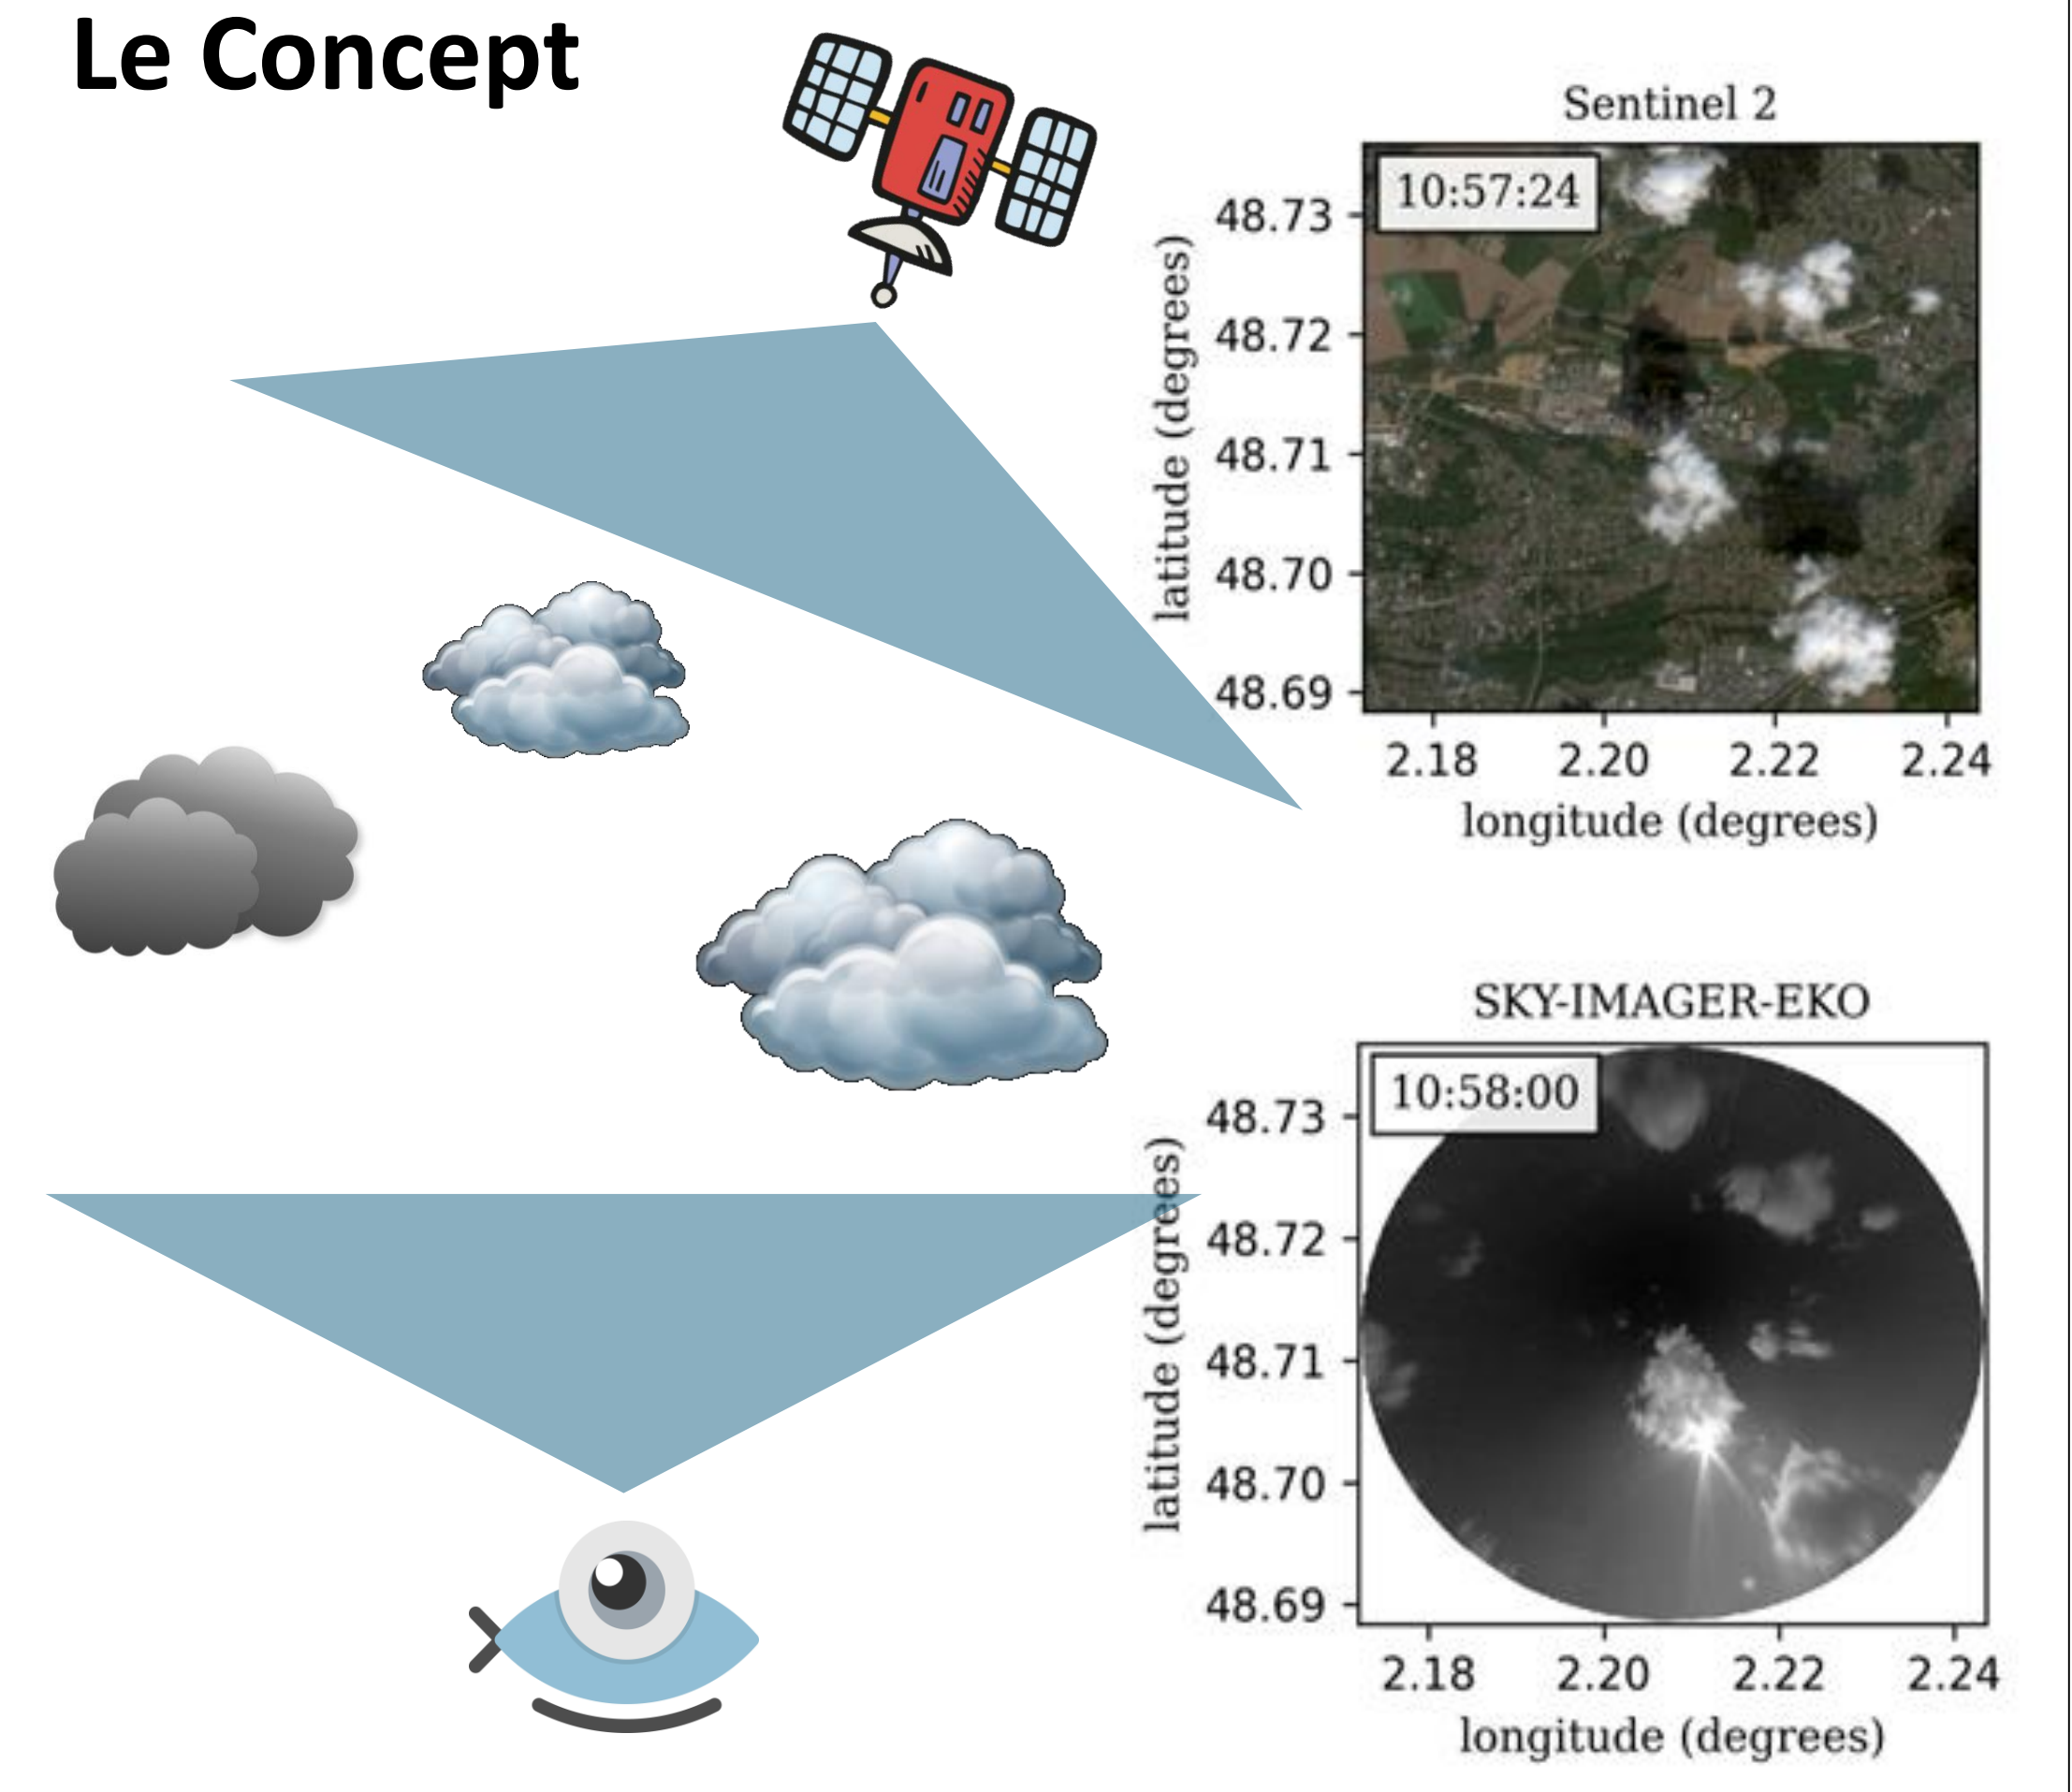 Le Concept
Sentinel 2
10:57:24
48.73
48.72
48.71
48.70
48.69
latitude (degrees)
2.18 2.20 2.22 2.24
longitude (degrees)
SKY-IMAGER-EKO
10:58:00
48.73
48.72
48.71
48.70
48.69
latitude (degrees)
2.18 2.20 2.22 2.24
longitude (degrees)